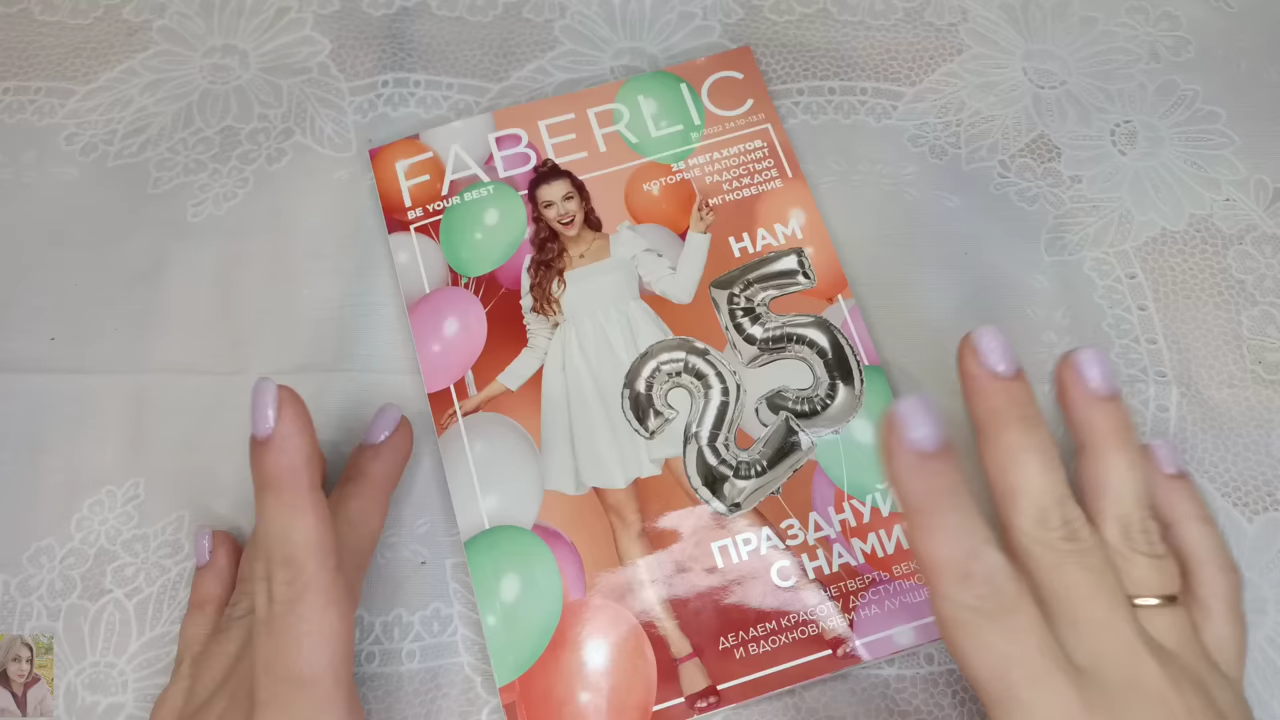 FABERLIC
BE YOUR BEST
16/2022 24.10-13.11
25 МЕГАХИТОВ,
КОТОРЫЕ НАПОЛНЯТ
РАДОСТЬЮ
КАЖДОЕ
МГНОВЕНИЕ
НАМ
25
ПРАЗДНУЙ
С НАМИ
ЧЕТВЕРТЬ ВЕК
ДЕЛАЕМ КРАСОТУ ДОСТУПНО
И ВДОХНОВЛЯЕМ НА ЛУЧШЕ